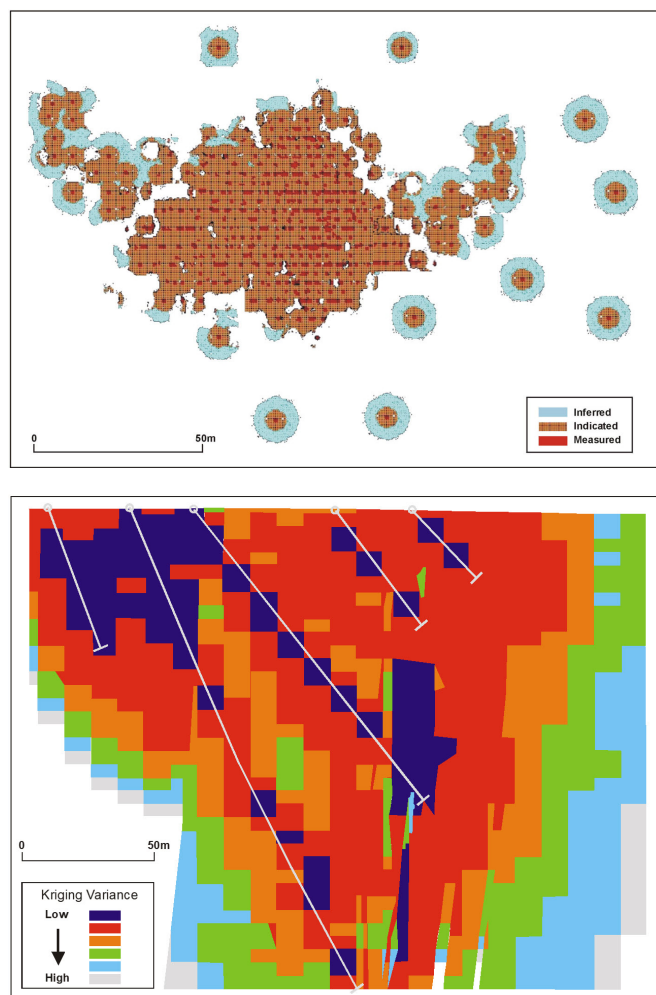 Inferred
Indicated
Measured
0
50m
0
50m
Kriging Variance
Low
High